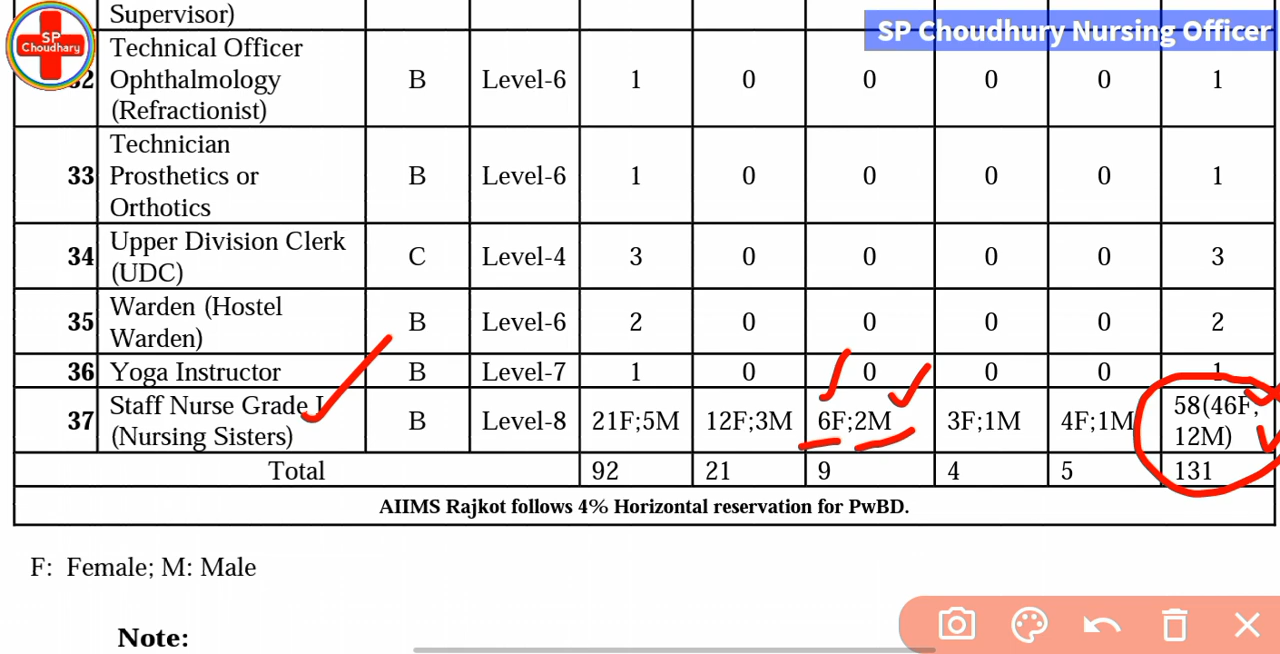 SP
Choudhary
SP Choudhury Nursing Officer
Supervisor)
32 Technical Officer Ophthalmology (Refractionist) B Level-6 1 0 0 0 0 1
33 Technician Prosthetics or Orthotics B Level-6 1 0 0 0 0 1
34 Upper Division Clerk (UDC) C Level-4 3 0 0 0 0 3
35 Warden (Hostel Warden) B Level-6 2 0 0 0 0 2
36 Yoga Instructor B Level-7 1 0 0 0 0 1
37 Staff Nurse Grade I (Nursing Sisters) B Level-8 21F;5M 12F;3M 6F;2M 3F;1M 4F;1M 58(46F, 12M)
Total 92 21 9 4 5 131
AIIMS Rajkot follows 4% Horizontal reservation for PwBD.
F: Female; M: Male
Note: